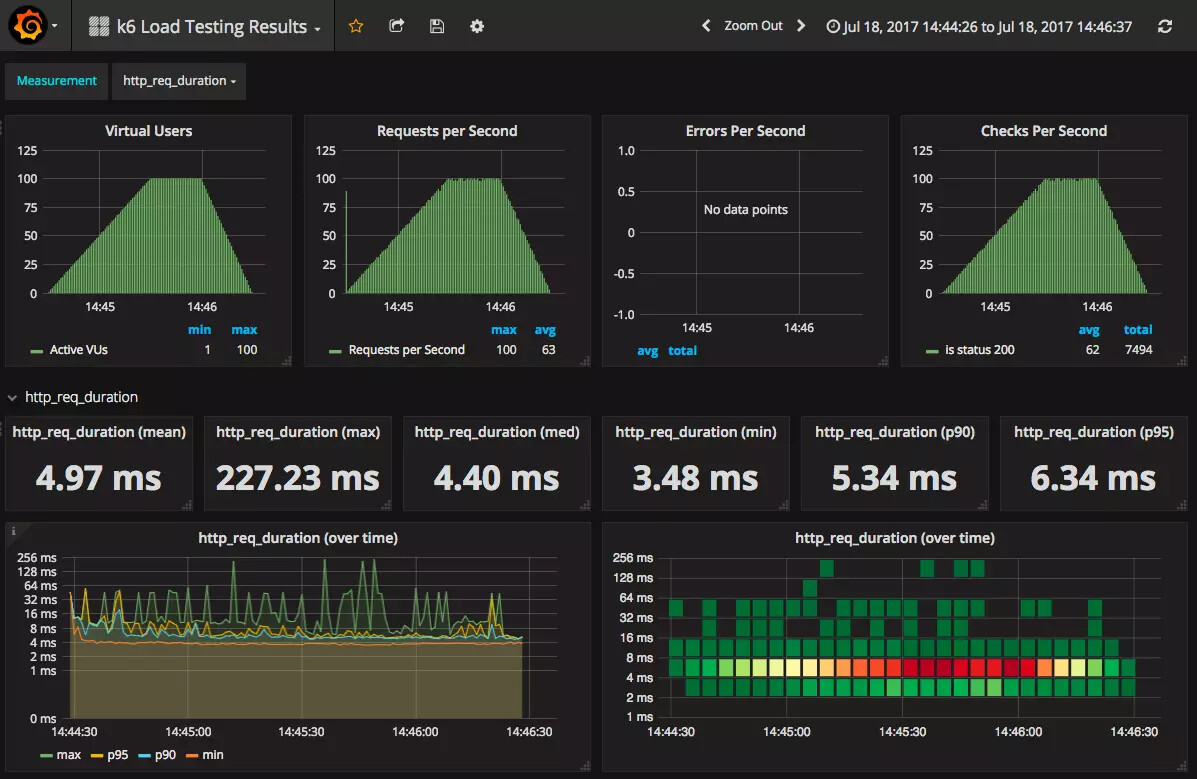 k6 Load Testing Results
Zoom Out
Jul 18, 2017 14:44:26 to Jul 18, 2017 14:46:37
Measurement http_req_duration
Virtual Users
125
100
75
50
25
0
14:45 14:46
min max
Active VUs 1 100
Requests per Second
125
100
75
50
25
0
14:45 14:46
max avg
Requests per Second 100 63
Errors Per Second
1.0
0.5
0
-0.5
-1.0
No data points
14:45 14:46
avg total
Checks Per Second
125
100
75
50
25
0
14:45 14:46
avg total
is status 200 62 7494
http_req_duration
http_req_duration (mean)
4.97 ms
http_req_duration (max)
227.23 ms
http_req_duration (med)
4.40 ms
http_req_duration (min)
3.48 ms
http_req_duration (p90)
5.34 ms
http_req_duration (p95)
6.34 ms
i
http_req_duration (over time)
256 ms
128 ms
64 ms
32 ms
16 ms
8 ms
4 ms
2 ms
1 ms
0 ms
14:44:30 14:45:00 14:45:30 14:46:00 14:46:30
max p95 p90 min
http_req_duration (over time)
256 ms
128 ms
64 ms
32 ms
16 ms
8 ms
4 ms
2 ms
1 ms
14:44:30 14:45:00 14:45:30 14:46:00 14:46:30